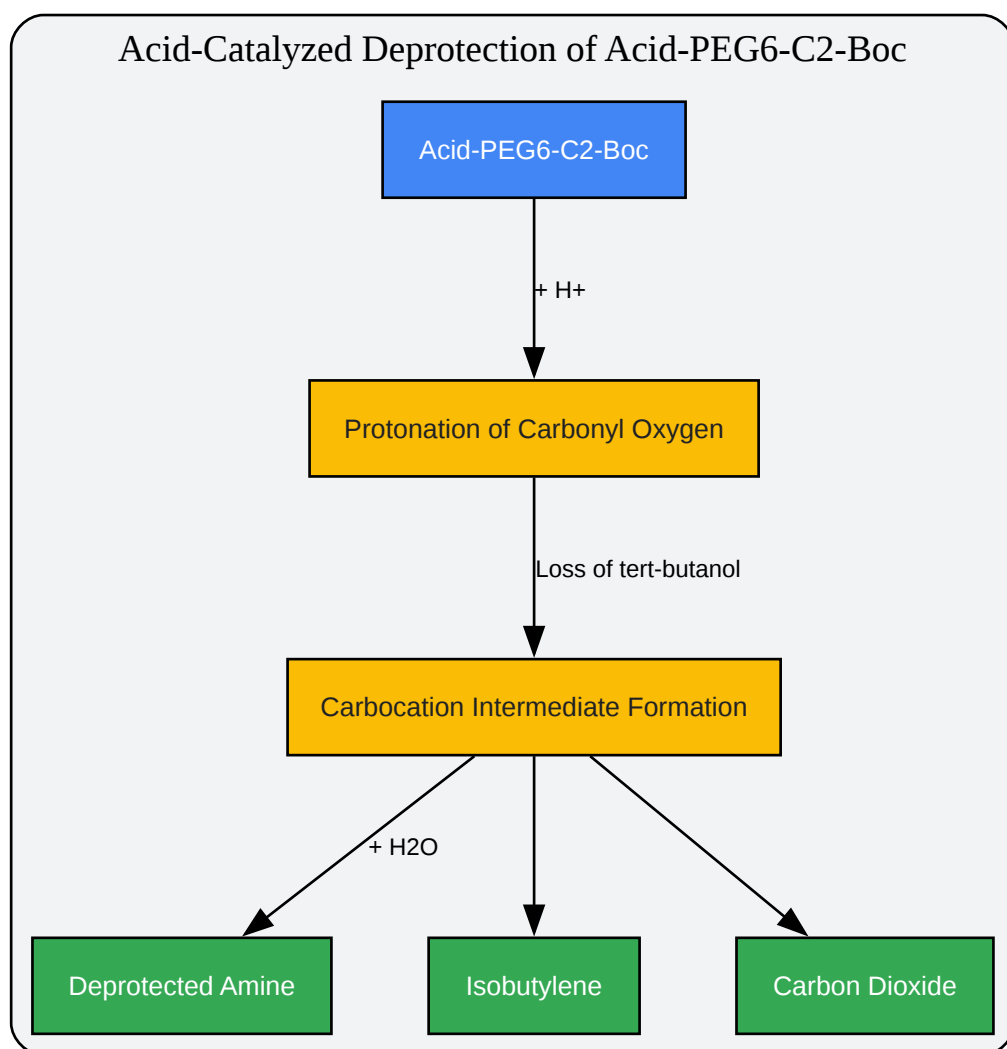 Acid-Catalyzed Deprotection of Acid-PEG6-C2-Boc
Acid-PEG6-C2-Boc
+ H+
Protonation of Carbonyl Oxygen
Loss of tert-butanol
Carbocation Intermediate Formation
+ H2O
Deprotected Amine
Isobutylene
Carbon Dioxide